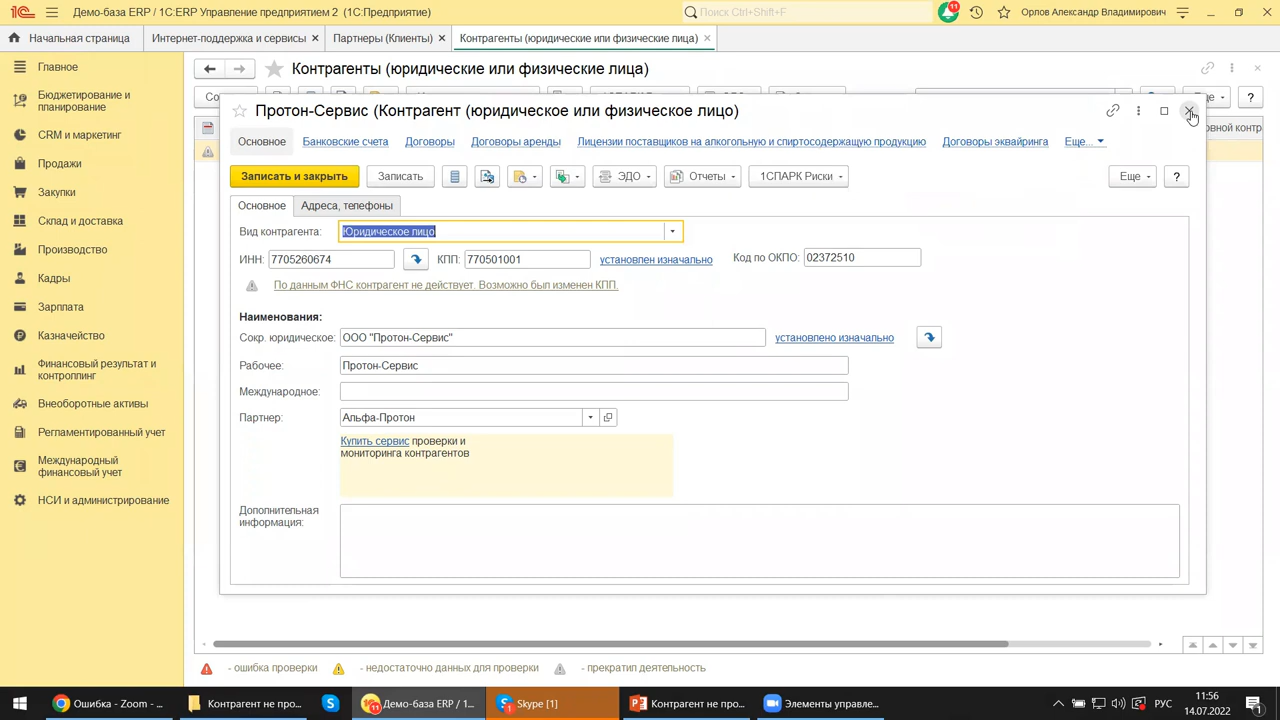 Демо-база ERP / 1С:ERP Управление предприятием 2 (1С:Предприятие)
Поиск Ctrl+Shift+F
11
Орлов Александр Владимирович
Начальная страница
Интернет-поддержка и сервисы ×
Партнеры (Клиенты) ×
Контрагенты (юридические или физические лица) ×
Главное
Бюджетирование и
планирование
CRM и маркетинг
Продажи
Закупки
Склад и доставка
Производство
Кадры
Зарплата
Казначейство
Финансовый результат и
контроллинг
Внеоборотные активы
Регламентированный учет
Международный
финансовый учет
НСИ и администрирование
Контрагенты (юридические или физические лица)
?
Протон-Сервис (Контрагент (юридическое или физическое лицо)
Основное
Банковские счета
Договоры
Договоры аренды
Лицензии поставщиков на алкогольную и спиртосодержащую продукцию
Договоры эквайринга
Еще...
Записать и закрыть
Записать
ЭДО
Отчеты
1СПАРК Риски
Еще
?
Основное
Адреса, телефоны
Вид контрагента: Юридическое лицо
ИНН: 7705260674
КПП: 770501001
установлен изначально
Код по ОКПО: 02372510
По данным ФНС контрагент не действует. Возможно был изменен КПП.
Наименования:
Сокр. юридическое: ООО "Протон-Сервис"
установлено изначально
Рабочее: Протон-Сервис
Международное:
Партнер: Альфа-Протон
Купить сервис проверки и
мониторинга контрагентов
Дополнительная
информация:
- ошибка проверки
- недостаточно данных для проверки
- прекратил деятельность
Ошибка - Zoom - ...
Контрагент не про...
Демо-база ERP / 1...
Skype [1]
Контрагент не про...
Элементы управле...
РУС
11:56
14.07.2022